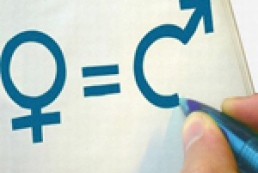 ♀ = ♂